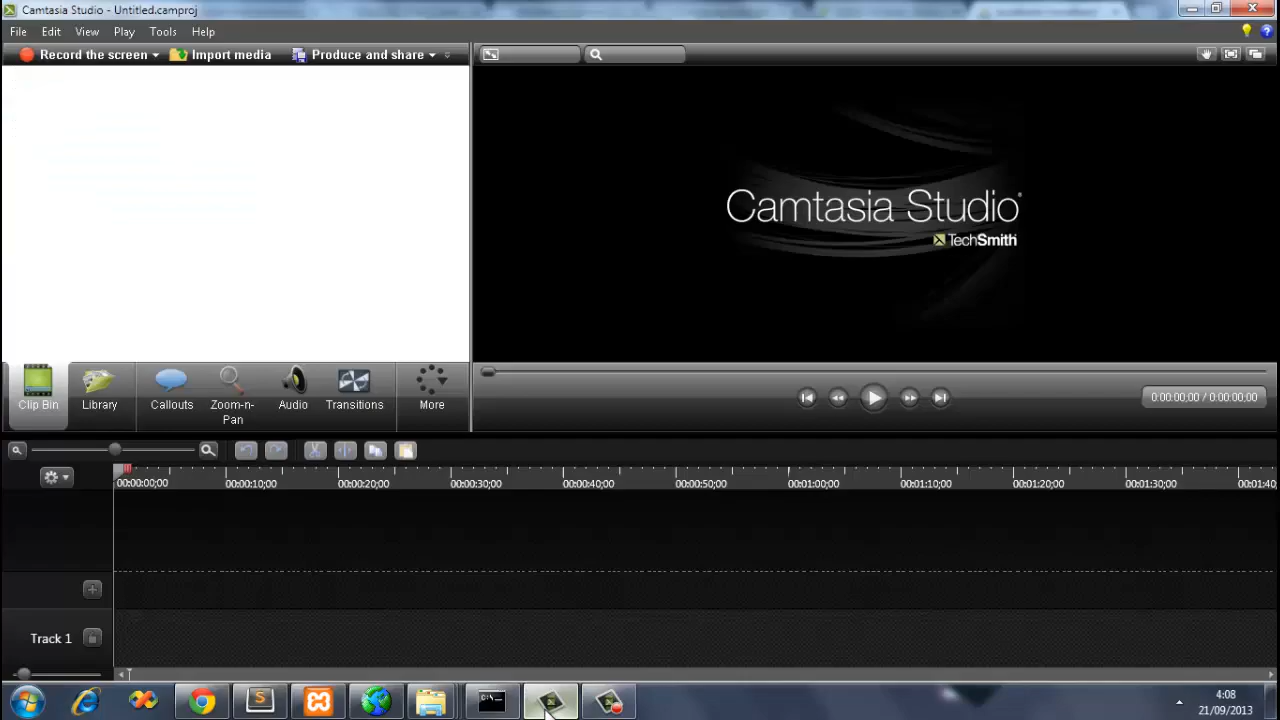 Camtasia Studio - Untitled.camproj
File Edit View Play Tools Help
Record the screen Import media Produce and share
Camtasia Studio®
TechSmith
Clip Bin Library Callouts Zoom-n-Pan Audio Transitions More
0:00:00;00 / 0:00:00;00
00:00:00;00 00:00:10;00 00:00:20;00 00:00:30;00 00:00:40;00 00:00:50;00 00:01:00;00 00:01:10;00 00:01:20;00 00:01:30;00 00:01:40
Track 1
4:08
21/09/2013